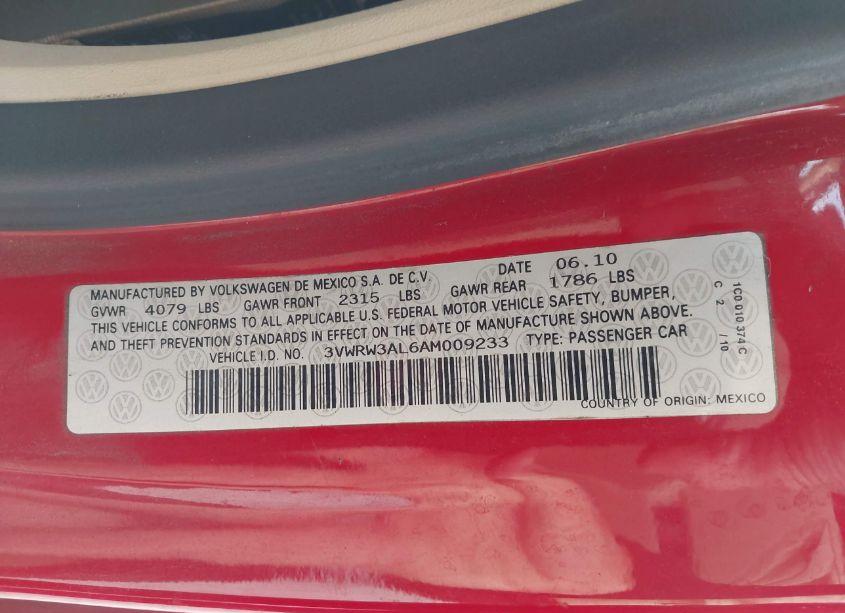 MANUFACTURED BY VOLKSWAGEN DE MEXICO S.A. DE C.V. DATE 06.10
GVWR 4079 LBS GAWR FRONT 2315 LBS GAWR REAR 1786 LBS
THIS VEHICLE CONFORMS TO ALL APPLICABLE U.S. FEDERAL MOTOR VEHICLE SAFETY, BUMPER,
AND THEFT PREVENTION STANDARDS IN EFFECT ON THE DATE OF MANUFACTURE SHOWN ABOVE.
VEHICLE I.D. NO. 3VWRW3AL6AM009233 TYPE: PASSENGER CAR
COUNTRY OF ORIGIN: MEXICO
1C0 010 374 C
C 2 /10